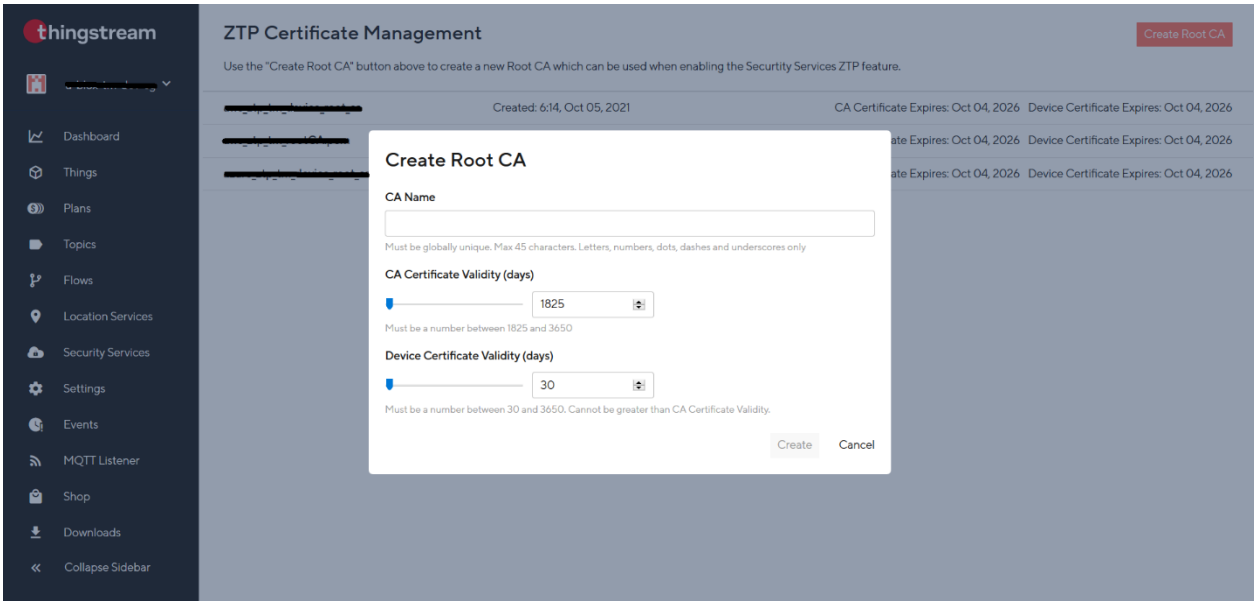 thingstream
Dashboard
Things
Plans
Topics
Flows
Location Services
Security Services
Settings
Events
MQTT Listener
Shop
Downloads
Collapse Sidebar
ZTP Certificate Management
Create Root CA
Use the "Create Root CA" button above to create a new Root CA which can be used when enabling the Securtity Services ZTP feature.
Created: 6:14, Oct 05, 2021 CA Certificate Expires: Oct 04, 2026 Device Certificate Expires: Oct 04, 2026
Expires: Oct 04, 2026 Device Certificate Expires: Oct 04, 2026
Expires: Oct 04, 2026 Device Certificate Expires: Oct 04, 2026
Create Root CA
CA Name
Must be globally unique. Max 45 characters. Letters, numbers, dots, dashes and underscores only
CA Certificate Validity (days)
1825
Must be a number between 1825 and 3650
Device Certificate Validity (days)
30
Must be a number between 30 and 3650. Cannot be greater than CA Certificate Validity.
Create Cancel